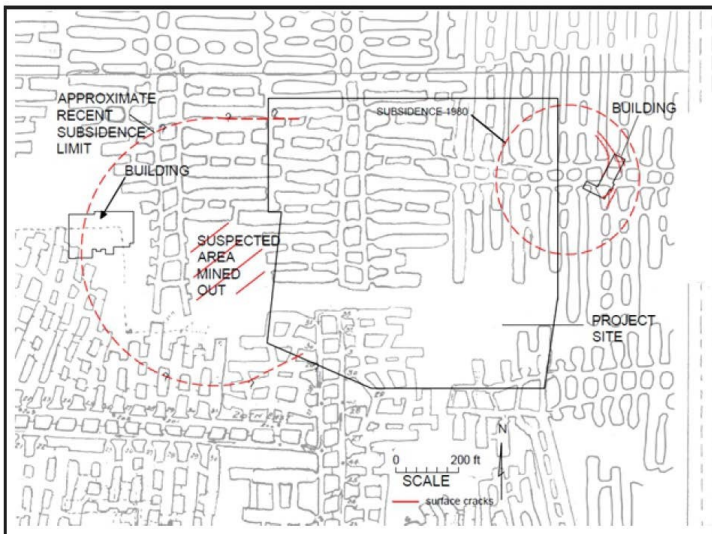 APPROXIMATE
RECENT
SUBSIDENCE
LIMIT
BUILDING
SUSPECTED
AREA
MINED
OUT
?
?
?
?
SUBSIDENCE-1980
BUILDING
PROJECT
SITE
N
0 200 ft
SCALE
surface cracks